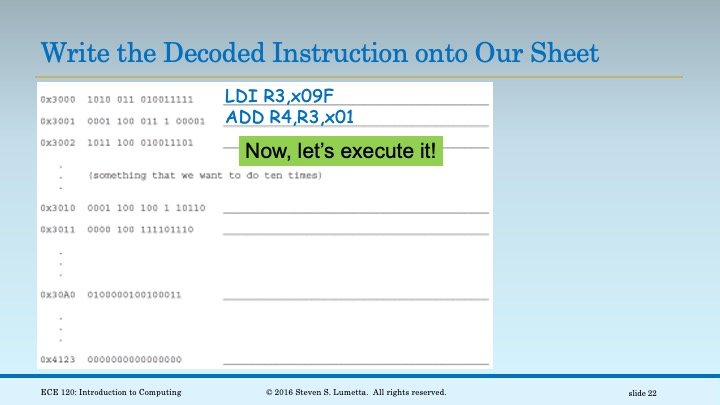 Write the Decoded Instruction onto Our Sheet
0x3000 1010 011 010011111 LDI R3,x09F
0x3001 0001 100 011 1 00001 ADD R4,R3,x01
0x3002 1011 100 010011101
Now, let's execute it!
(something that we want to do ten times)
0x3010 0001 100 100 1 10110
0x3011 0000 100 111101110
0x30A0 0100000100100011
0x4123 0000000000000000
ECE 120: Introduction to Computing © 2016 Steven S. Lumetta. All rights reserved. slide 22